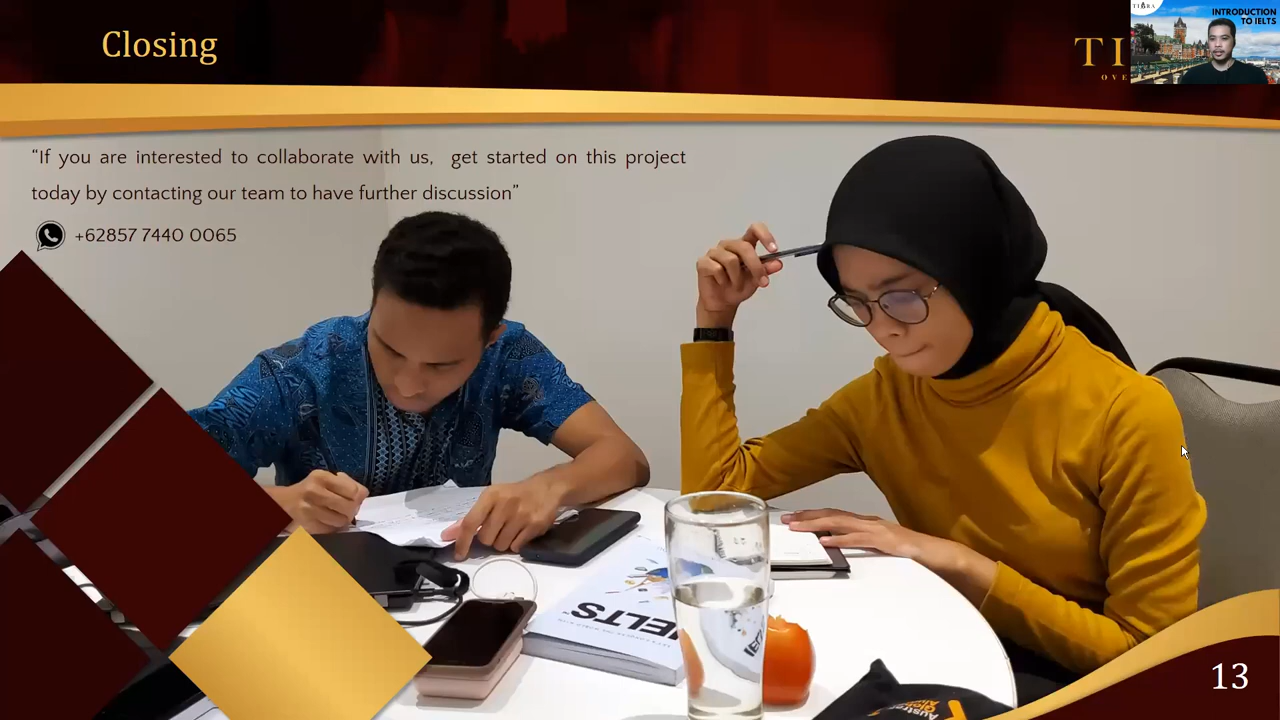 Closing
TI
OVE
TIARA
INTRODUCTION
TO IELTS
“If you are interested to collaborate with us, get started on this project
today by contacting our team to have further discussion”
+62857 7440 0065
IELTS
13